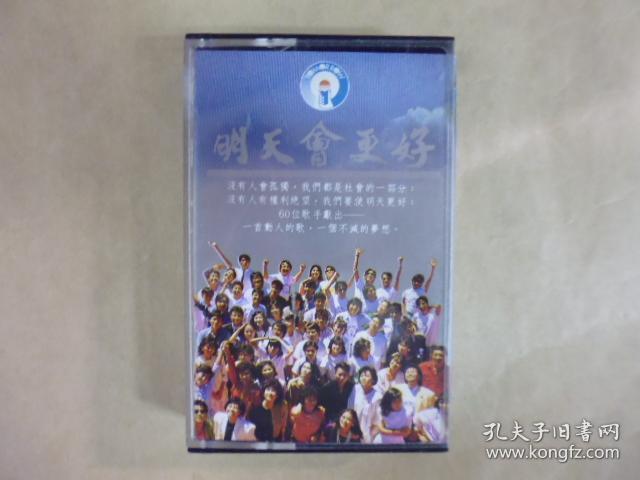 明天會更好
沒有人會孤獨，我們都是社會的一部分；
沒有人有權利絕望，我們要使明天更好；
60位歌手獻出——
一首動人的歌，一個不滅的夢想。
孔夫子旧书网
www.kongfz.com